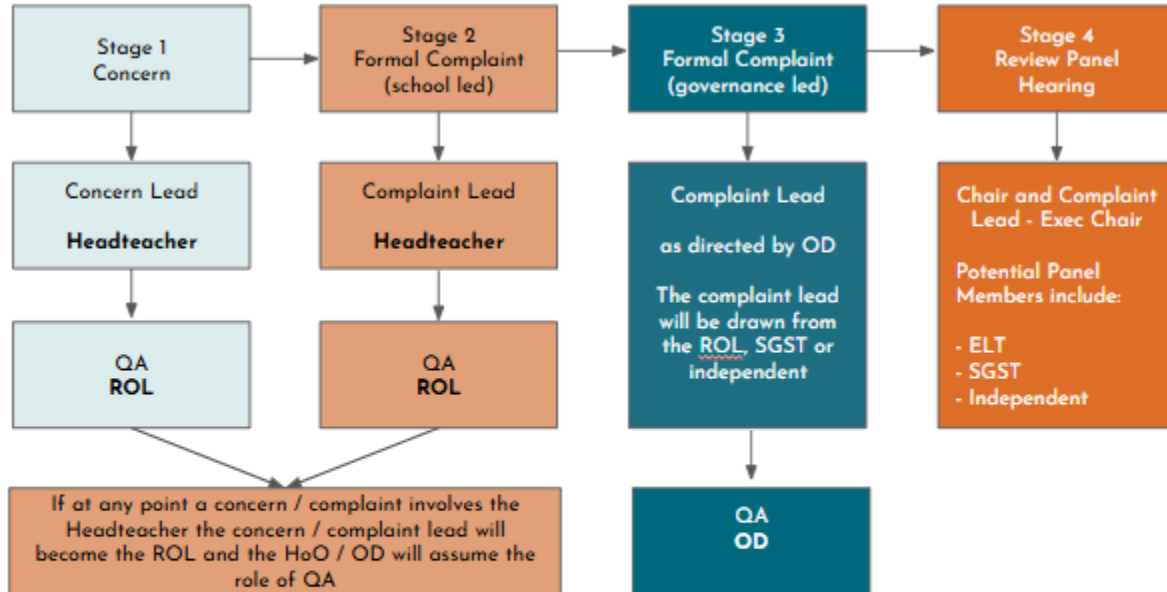 Stage 1
Concern
Stage 2
Formal Complaint
(school led)
Stage 3
Formal Complaint
(governance led)
Stage 4
Review Panel
Hearing
Concern Lead
Headteacher
Complaint Lead
Headteacher
Complaint Lead
as directed by OD
The complaint lead
will be drawn from
the ROL, SGST or
independent
Chair and Complaint
Lead - Exec Chair
Potential Panel
Members include:
- ELT
- SGST
- Independent
QA
ROL
QA
ROL
If at any point a concern / complaint involves the
Headteacher the concern / complaint lead will
become the ROL and the HoO / OD will assume the
role of QA
QA
OD